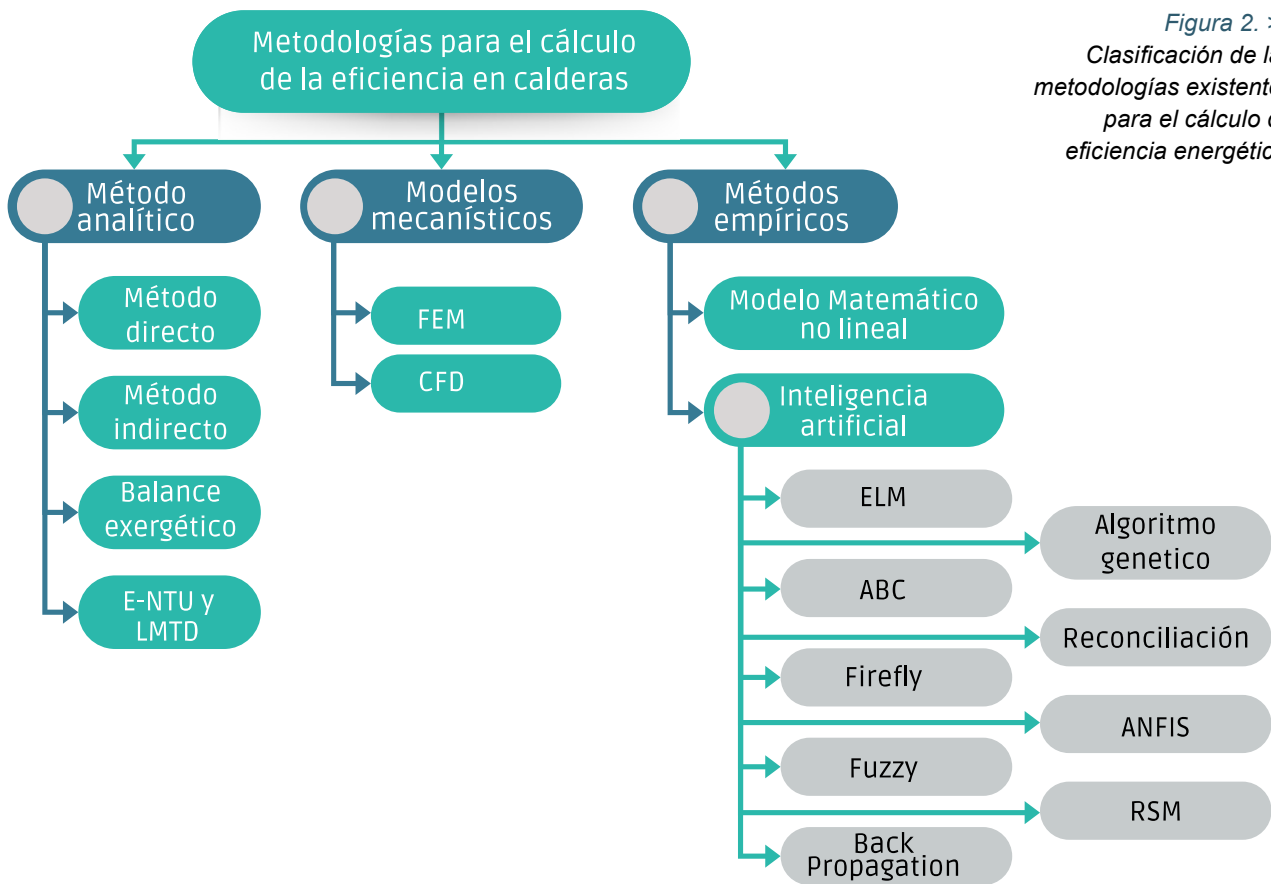 Metodologías para el cálculo
de la eficiencia en calderas
Figura 2. >
Clasificación de la
metodologías existente
para el cálculo d
eficiencia energétic
Método
analítico
Modelos
mecanísticos
Métodos
empíricos
Método
directo
Método
indirecto
Balance
exergético
E-NTU y
LMTD
FEM
CFD
Modelo Matemático
no lineal
Inteligencia
artificial
ELM
Algoritmo
genetico
ABC
Reconciliación
Firefly
ANFIS
Fuzzy
RSM
Back
Propagation